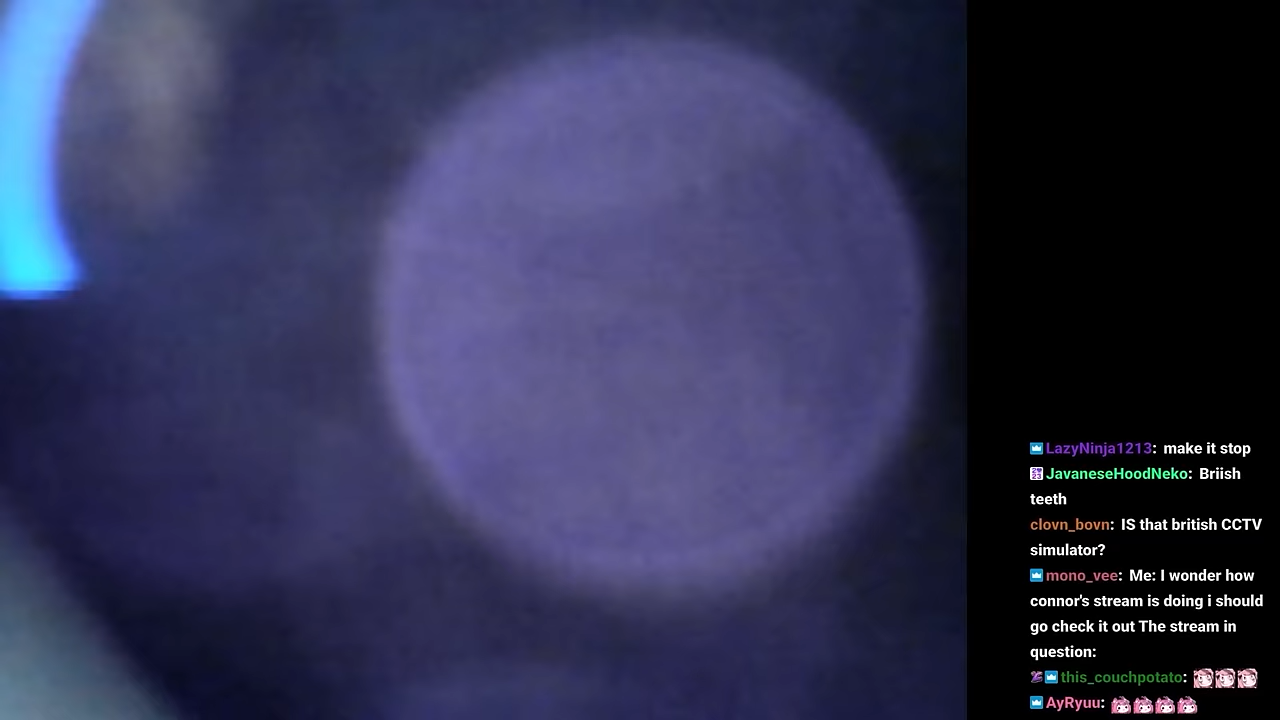 LazyNinja1213: make it stop
JavaneseHoodNeko: Briish
teeth
clovn_bovn: IS that british CCTV
simulator?
mono_vee: Me: I wonder how
connor's stream is doing i should
go check it out The stream in
question:
this_couchpotato:
AyRyuu: